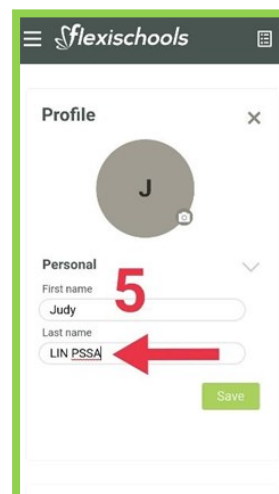 flexischools
Profile
J
Personal
First name
5
Judy
Last name
LIN PSSA
Save